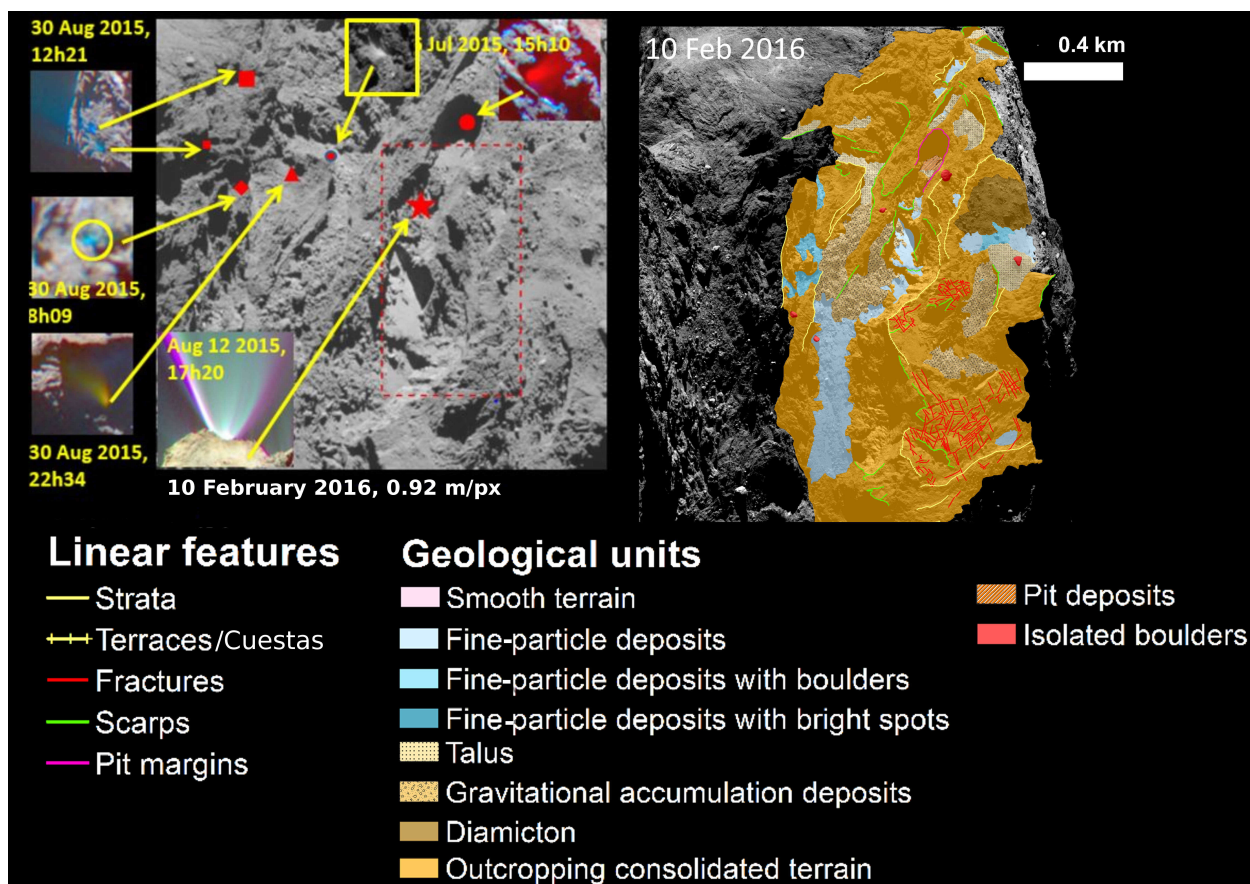 30 Aug 2015,
12h21
5 Jul 2015, 15h10
30 Aug 2015,
8h09
Aug 12 2015,
17h20
30 Aug 2015,
22h34
10 February 2016, 0.92 m/px
10 Feb 2016
0.4 km
Linear features
Strata
Terraces/Cuestas
Fractures
Scarps
Pit margins
Geological units
Smooth terrain
Fine-particle deposits
Fine-particle deposits with boulders
Fine-particle deposits with bright spots
Talus
Gravitational accumulation deposits
Diamicton
Outcropping consolidated terrain
Pit deposits
Isolated boulders